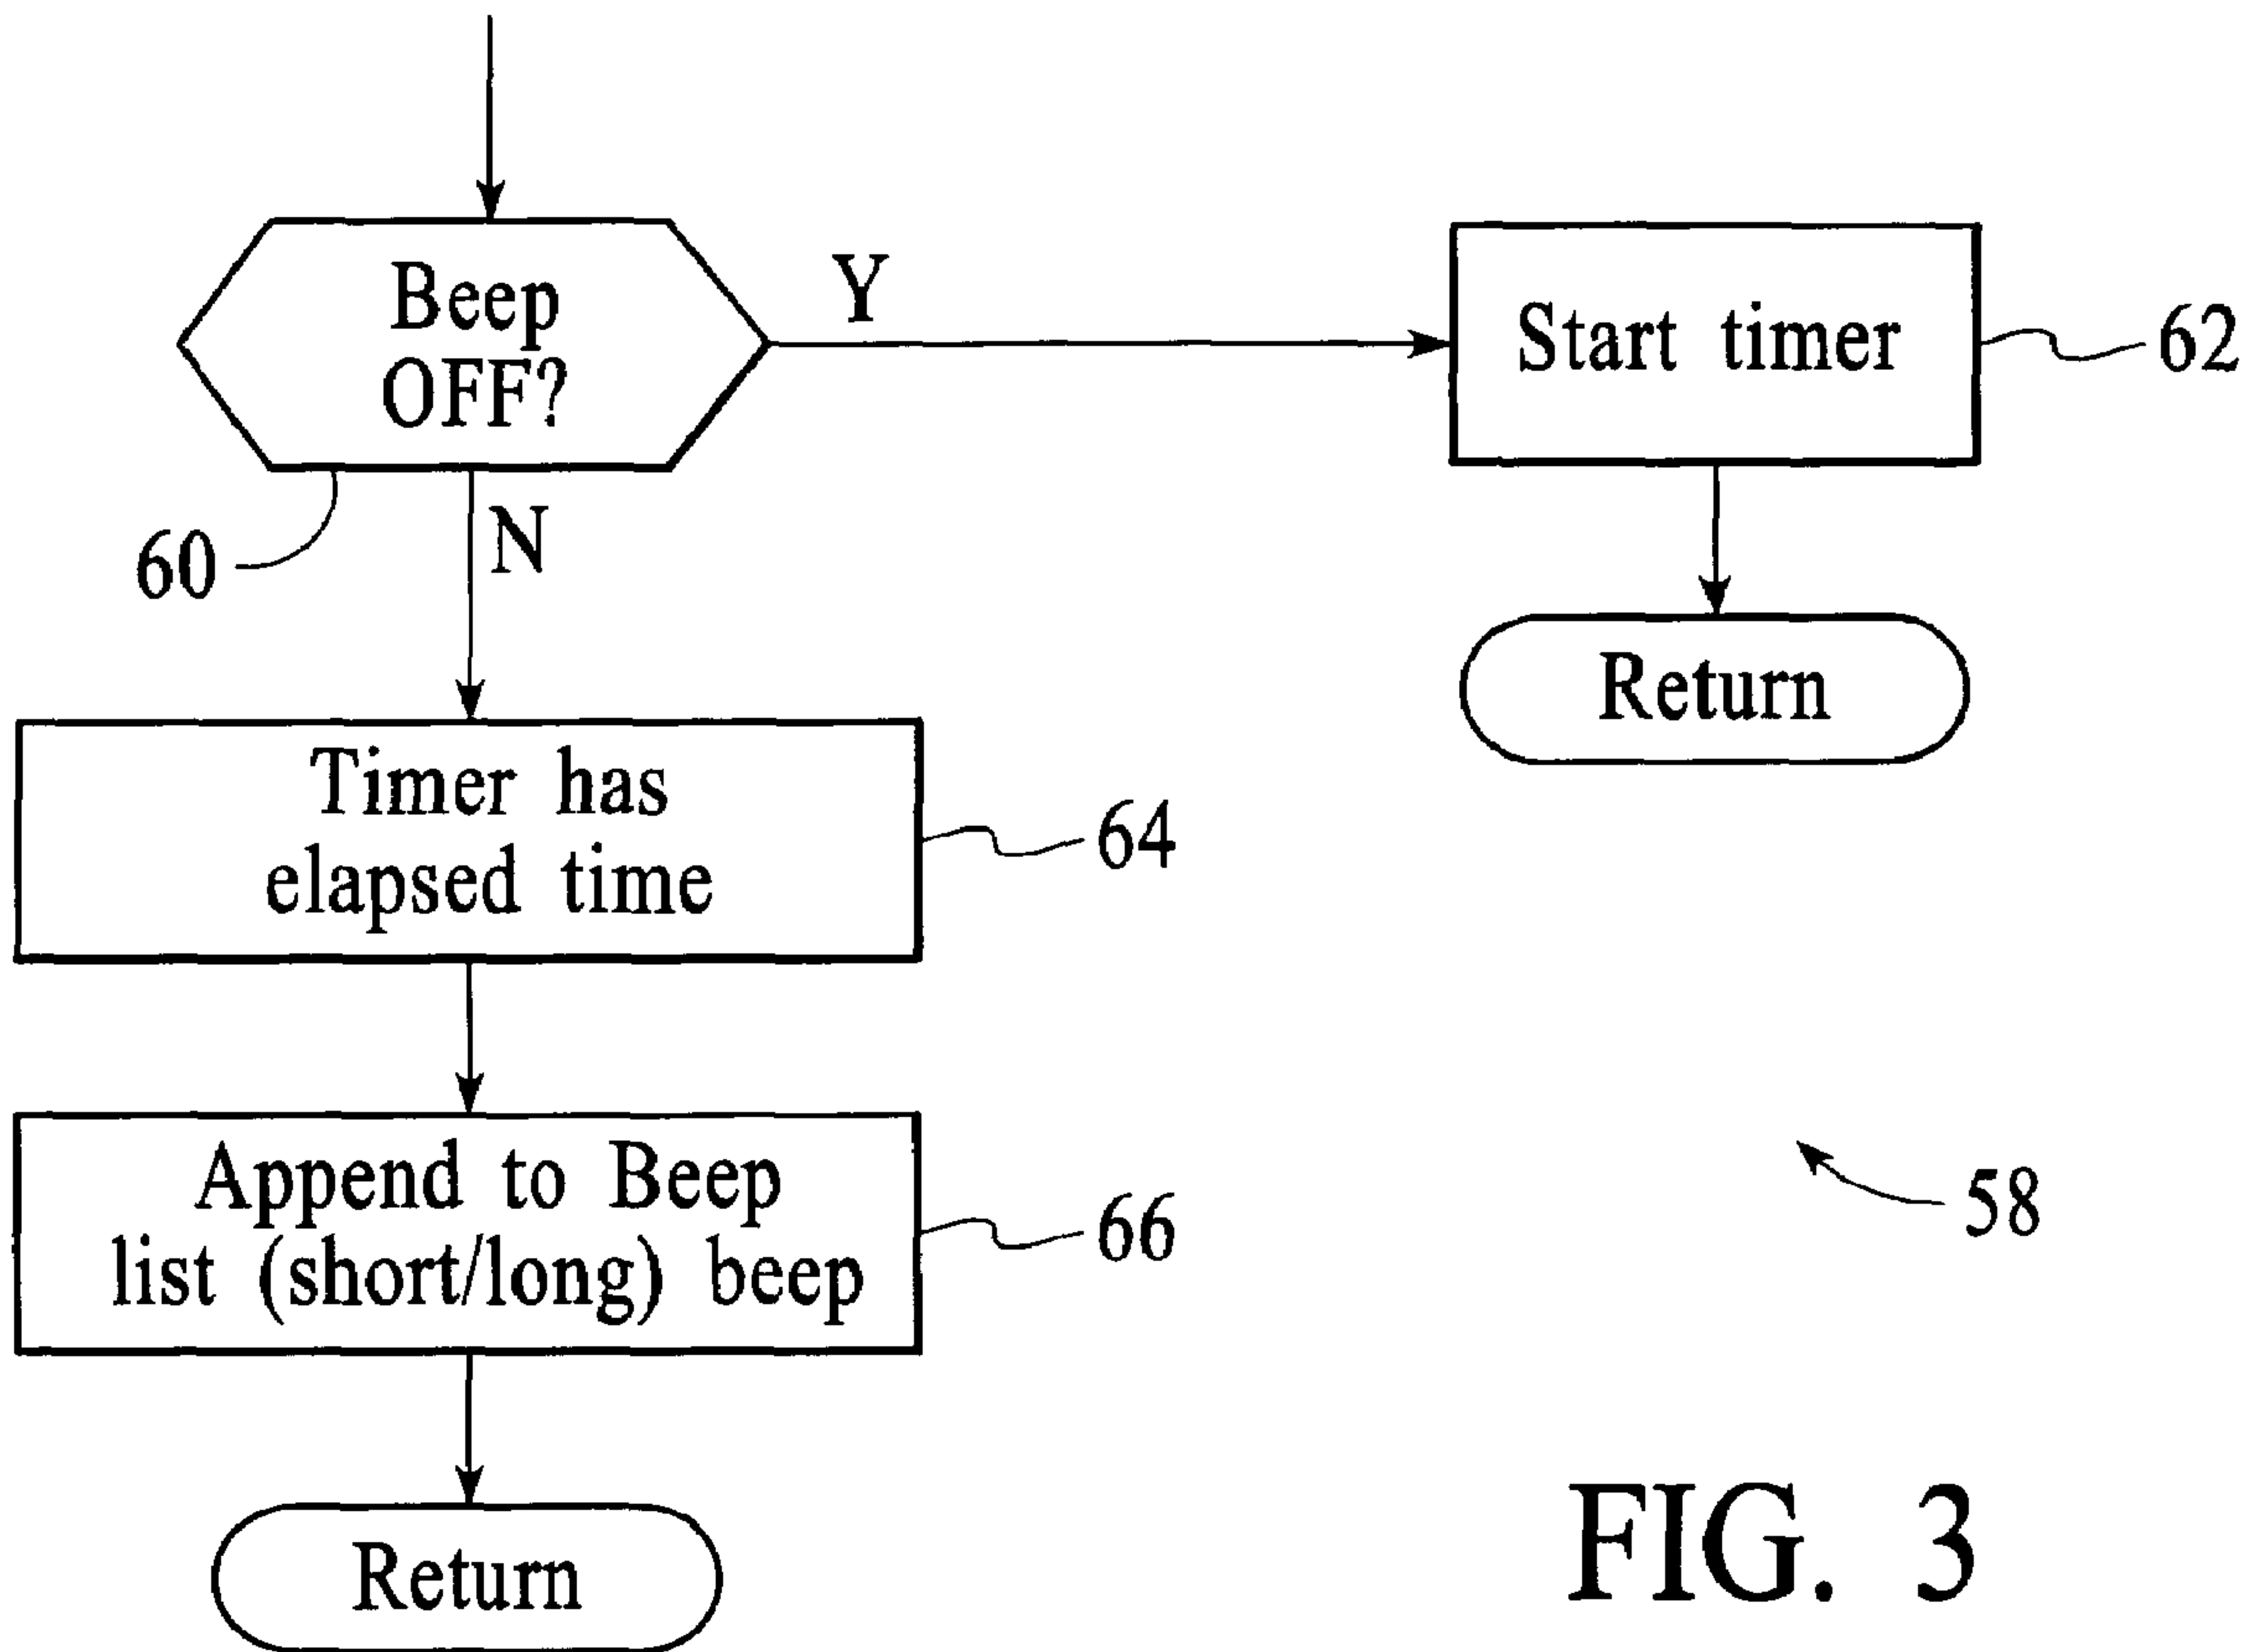 Beep
OFF?
Y
Start timer
62
60
N
Return
Timer has
elapsed time
64
Append to Beep
list (short/long) beep
66
58
Return
FIG. 3